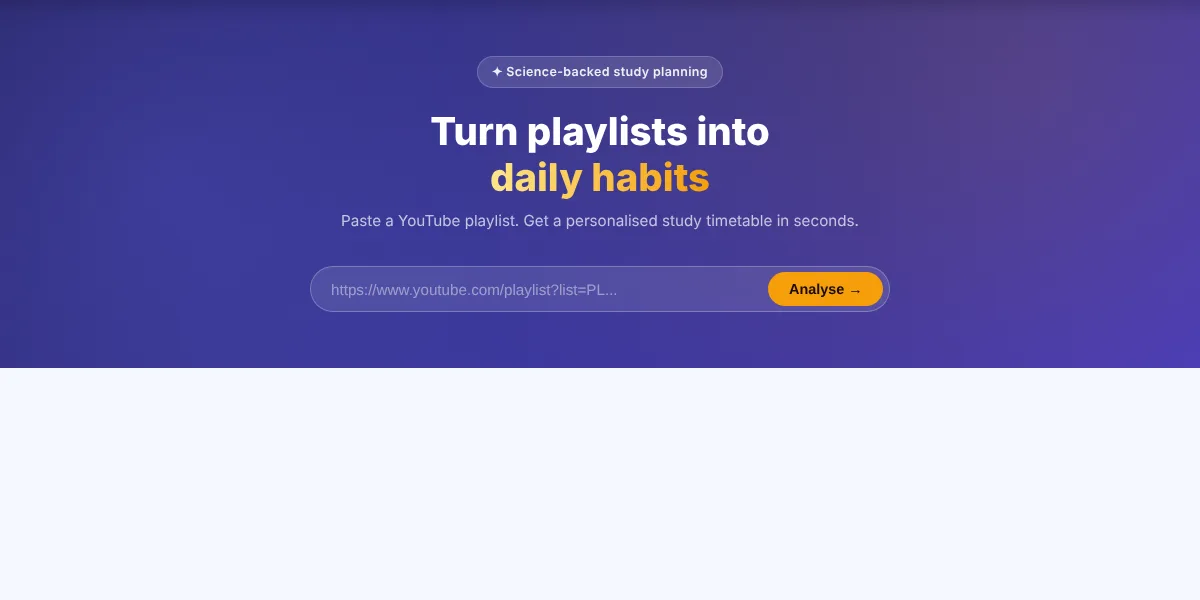 ✦ Science-backed study planning
Turn playlists into
daily habits
Paste a YouTube playlist. Get a personalised study timetable in seconds.
https://www.youtube.com/playlist?list=PL...
Analyse →